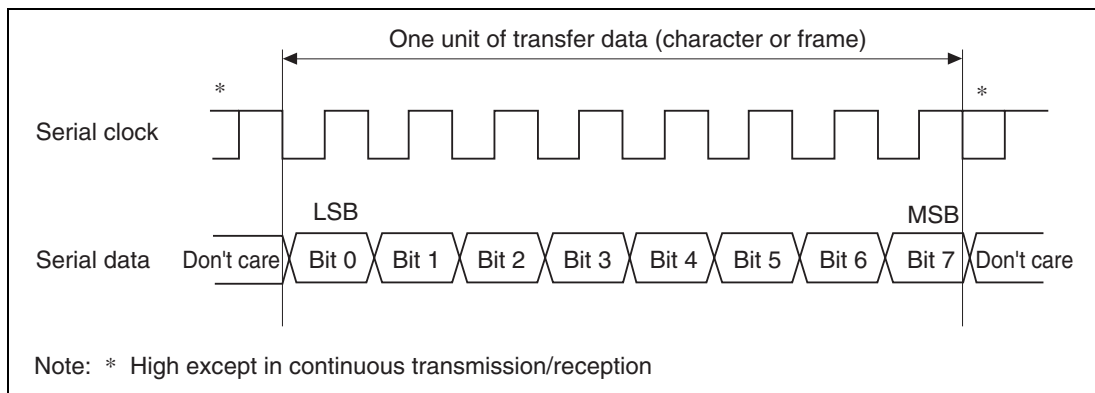 One unit of transfer data (character or frame)
* *
Serial clock
LSB MSB
Serial data Don't care Bit 0 Bit 1 Bit 2 Bit 3 Bit 4 Bit 5 Bit 6 Bit 7 Don't care
Note: * High except in continuous transmission/reception